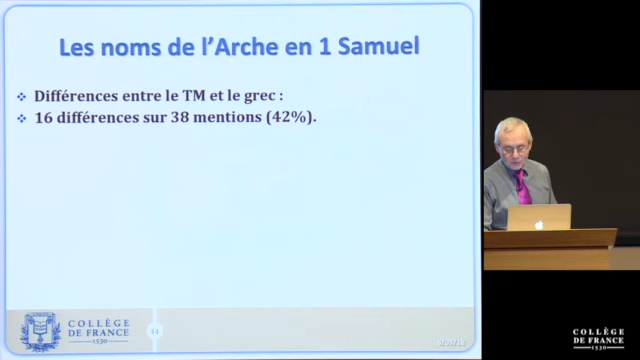 Les noms de l'Arche en 1 Samuel
❖ Différences entre le TM et le grec :
❖ 16 différences sur 38 mentions (42%).
COLLÈGE
DE FRANCE
1530
44
COLLÈGE
DE FRANCE
1530